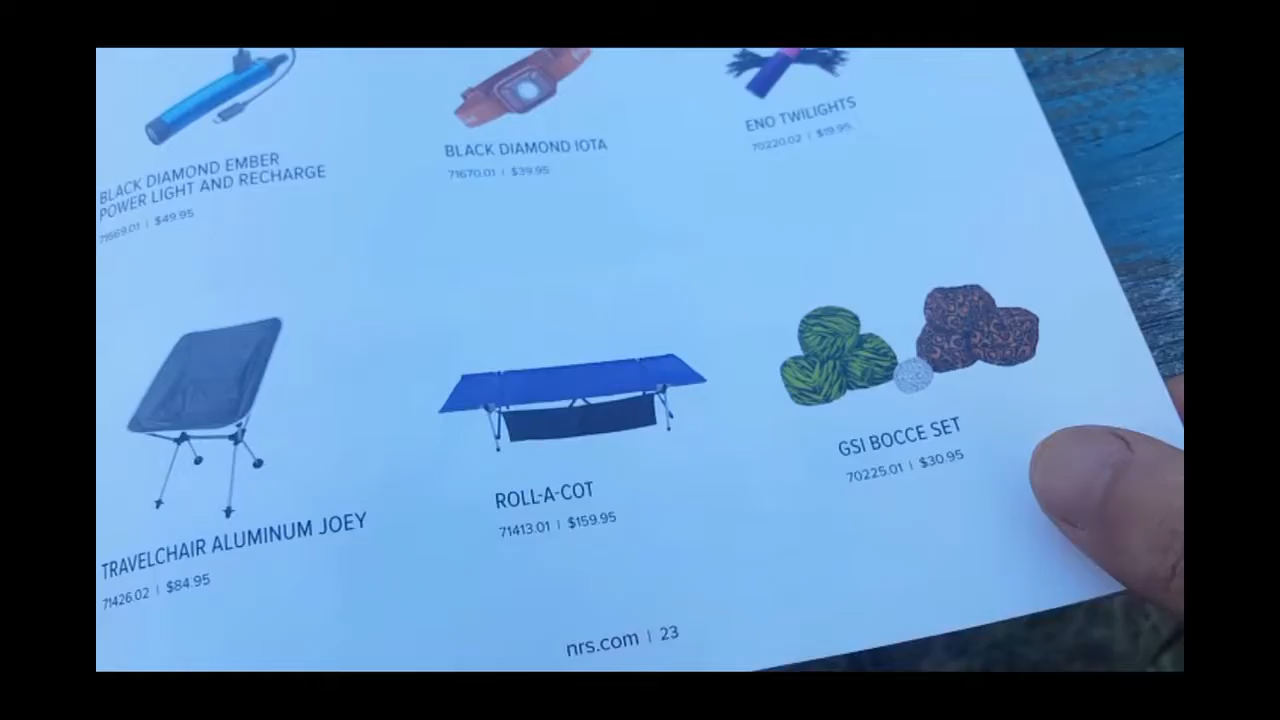 BLACK DIAMOND EMBER
POWER LIGHT AND RECHARGE
71669.01 | $49.95
BLACK DIAMOND IOTA
71670.01 | $39.95
ENO TWILIGHTS
70220.02 | $19.95
TRAVELCHAIR ALUMINUM JOEY
71426.02 | $84.95
ROLL-A-COT
71413.01 | $159.95
GSI BOCCE SET
70225.01 | $30.95
nrs.com | 23